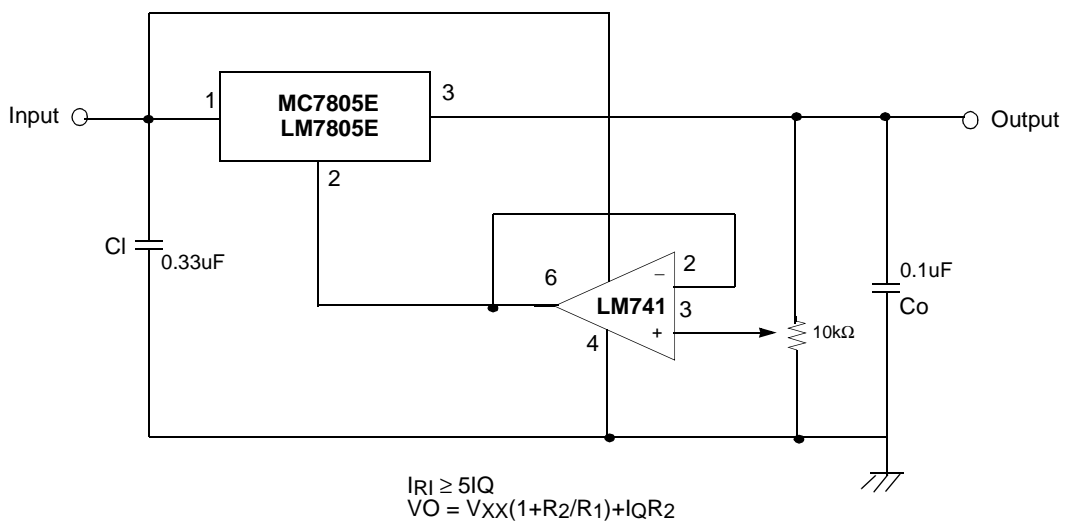 1
MC7805E
LM7805E
3
Input
Output
2
CI
0.33uF
6
–
2
LM741
3
+
4
0.1uF
Co
10kΩ
IRI ≥ 5IQ
VO = VXX(1+R2/R1)+IQR2